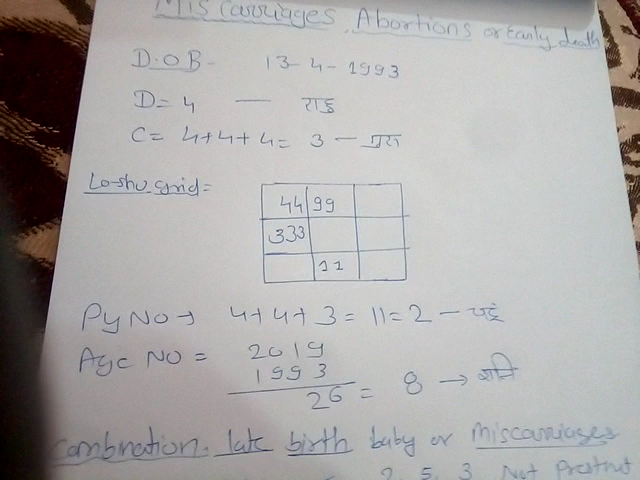 Miscarriages, Abortions or Early death
D.O.B- 13-4-1993
D= 4 — राहु
C= 4+4+4= 3 — गुरु
Lo-shu grid=
44 99
333
11
Py No→ 4+4+3=11=2 — चंद्र
Age NO = 2019
1993
26 = 8 → शनि
Combination. late birth baby or miscarriages
2, 5, 3 Not Presnt